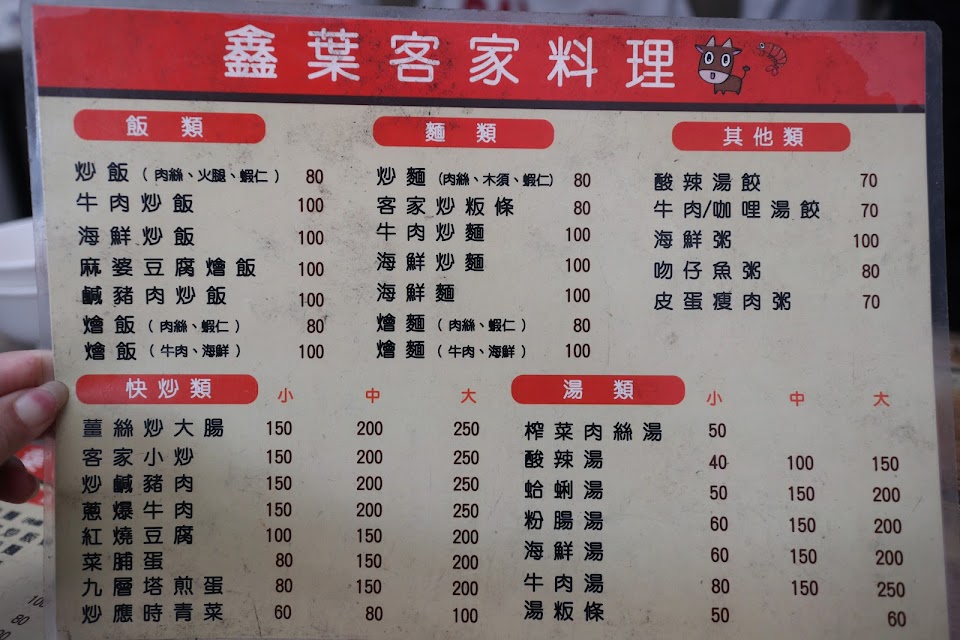 鑫葉客家料理
飯類
炒飯（肉絲、火腿、蝦仁） 80
牛肉炒飯 100
海鮮炒飯 100
麻婆豆腐燴飯 100
鹹豬肉炒飯 100
燴飯（肉絲、蝦仁） 80
燴飯（牛肉、海鮮） 100
麵類
炒麵（肉絲、木須、蝦仁） 80
客家炒粄條 80
牛肉炒麵 100
海鮮炒麵 100
海鮮麵 100
燴麵（肉絲、蝦仁） 80
燴麵（牛肉、海鮮） 100
其他類
酸辣湯餃 70
牛肉/咖哩湯餃 70
海鮮粥 100
吻仔魚粥 80
皮蛋瘦肉粥 70
快炒類 小 中 大
薑絲炒大腸 150 200 250
客家小炒 150 200 250
炒鹹豬肉 150 200 250
蔥爆牛肉 150 200 250
紅燒豆腐 100 150 200
菜脯蛋 80 150 200
九層塔煎蛋 80 150 200
炒應時青菜 60 80 100
湯類 小 中 大
榨菜肉絲湯 50
酸辣湯 40 100 150
蛤蜊湯 50 150 200
粉腸湯 60 150 200
海鮮湯 60 150 200
牛肉湯 80 150 250
湯粄條 50 60